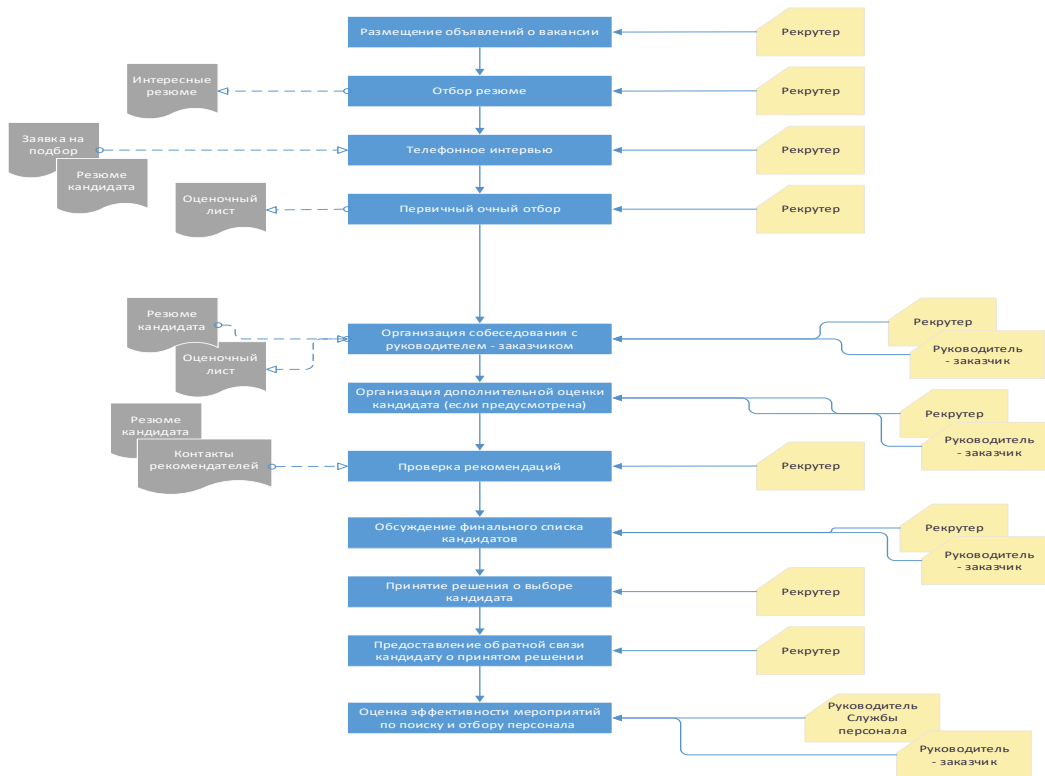 Размещение объявлений о вакансии
Рекрутер
Интересные
резюме
Отбор резюме
Рекрутер
Заявка на
подбор
Резюме
кандидата
Телефонное интервью
Рекрутер
Оценочный
лист
Первичный очный отбор
Рекрутер
Резюме
кандидата
Оценочный
лист
Организация собеседования с
руководителем - заказчиком
Рекрутер
Руководитель
- заказчик
Организация дополнительной оценки
кандидата (если предусмотрена)
Рекрутер
Руководитель
- заказчик
Резюме
кандидата
Контакты
рекомендателей
Проверка рекомендаций
Рекрутер
Обсуждение финального списка
кандидатов
Рекрутер
Руководитель
- заказчик
Принятие решения о выборе
кандидата
Рекрутер
Предоставление обратной связи
кандидату о принятом решении
Рекрутер
Оценка эффективности мероприятий
по поиску и отбору персонала
Руководитель
Службы
персонала
Руководитель
- заказчик